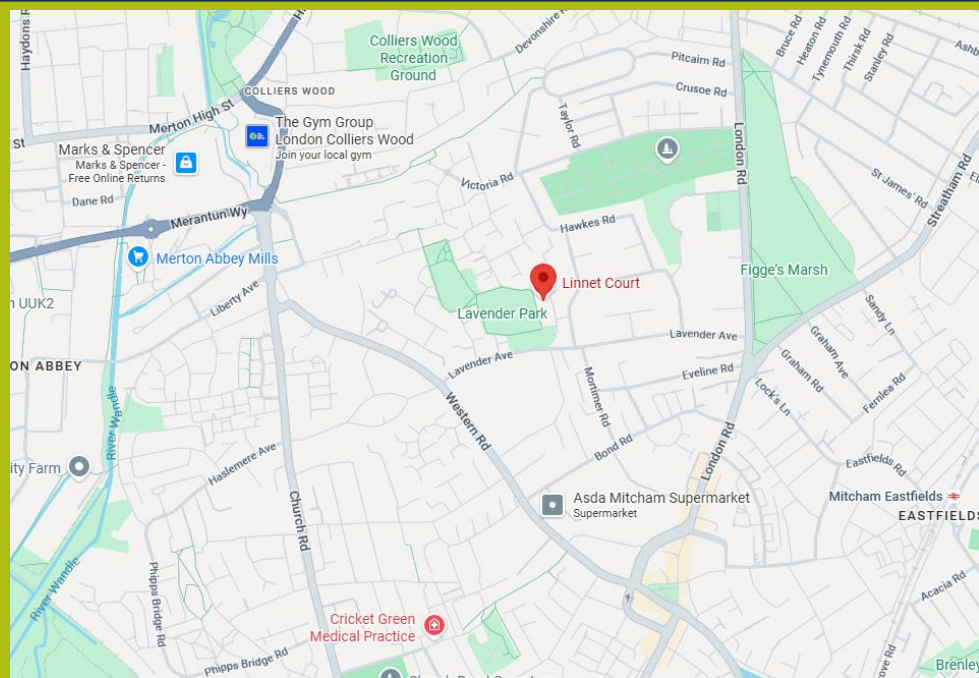 Haydons Rd
Colliers Wood
Recreation
Ground
Devonshire R
Pitcairn Rd
Bruce Rd
Heaton Rd
Tynemouth Rd
Thirsk Rd
Stanley Rd
Ashb
COLLIERS WOOD
Crusoe Rd
Merton High St
St
The Gym Group
London Colliers Wood
Join your local gym
Taylor Rd
London Rd
Marks & Spencer
Marks & Spencer -
Free Online Returns
Victoria Rd
St James' Rd
Streatham Rd
Dane Rd
Merantun Wy
Hawkes Rd
Merton Abbey Mills
Figge's Marsh
Linnet Court
UUK2
Liberty Ave
Lavender Park
Sandy Ln
Lavender Ave
Graham Ave
ON ABBEY
Lavender Ave
Eveline Rd
Graham Rd
Fernlea Rd
Mortimer Rd
Lock's Ln
River Wandle
Western Rd
London Rd
Bond Rd
Haslemere Ave
ity Farm
Eastfields Rd
Church Rd
Asda Mitcham Supermarket
Supermarket
Mitcham Eastfields
EASTFIELDS
Phipps Bridge Rd
River Wandle
Acacia Rd
Cricket Green
Medical Practice
Phipps Bridge Rd
ove Rd
Brenley